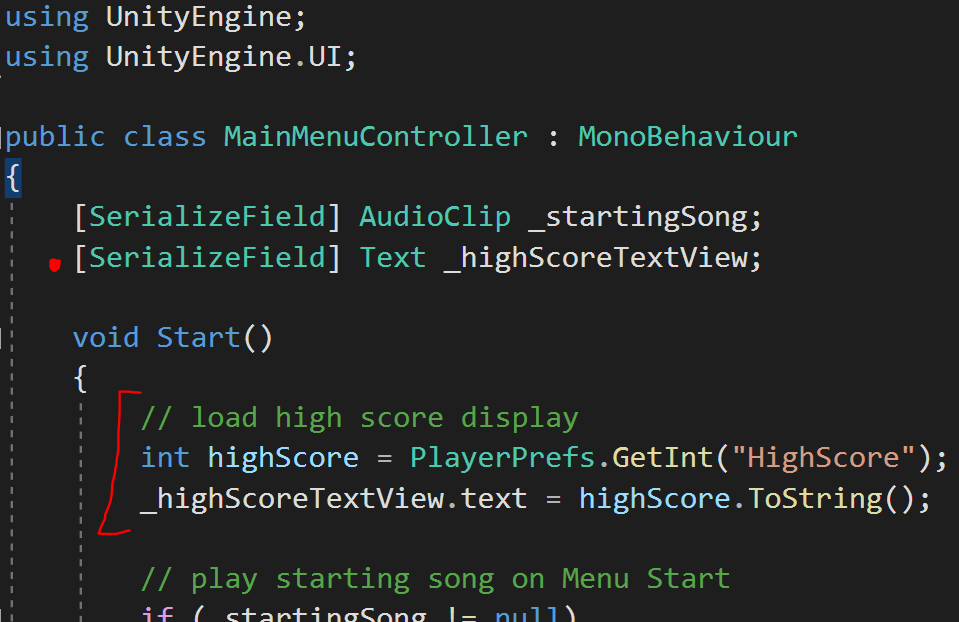 using UnityEngine;
using UnityEngine.UI;
public class MainMenuController : MonoBehaviour
{
[SerializeField] AudioClip _startingSong;
[SerializeField] Text _highScoreTextView;
void Start()
{
// load high score display
int highScore = PlayerPrefs.GetInt("HighScore");
_highScoreTextView.text = highScore.ToString();
// play starting song on Menu Start
if (_startingSong != null)